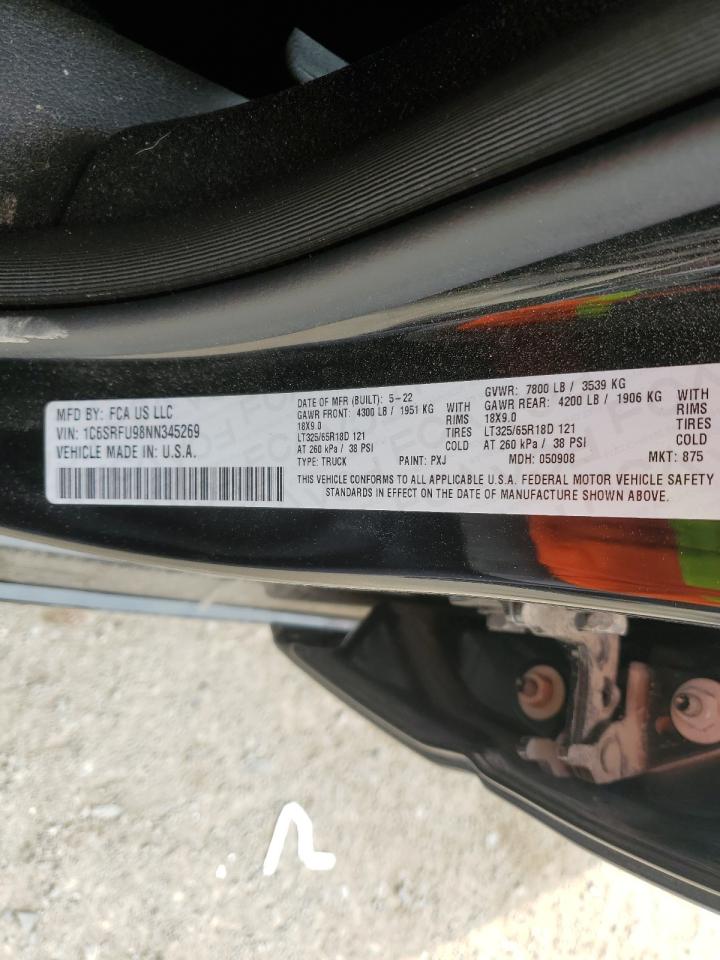 MFD BY: FCA US LLC
VIN: 1C6SRFU98NN345269
VEHICLE MADE IN: U.S.A.
DATE OF MFR (BUILT): 5-22
GAWR FRONT: 4300 LB / 1951 KG WITH
18X9.0 RIMS
LT325/65R18D 121 TIRES
AT 260 kPa / 38 PSI COLD
TYPE: TRUCK PAINT: PXJ
GVWR: 7800 LB / 3539 KG
GAWR REAR: 4200 LB / 1906 KG WITH
18X9.0 RIMS
LT325/65R18D 121 TIRES
AT 260 kPa / 38 PSI COLD
MDH: 050908 MKT: 875
THIS VEHICLE CONFORMS TO ALL APPLICABLE U.S.A. FEDERAL MOTOR VEHICLE SAFETY
STANDARDS IN EFFECT ON THE DATE OF MANUFACTURE SHOWN ABOVE.